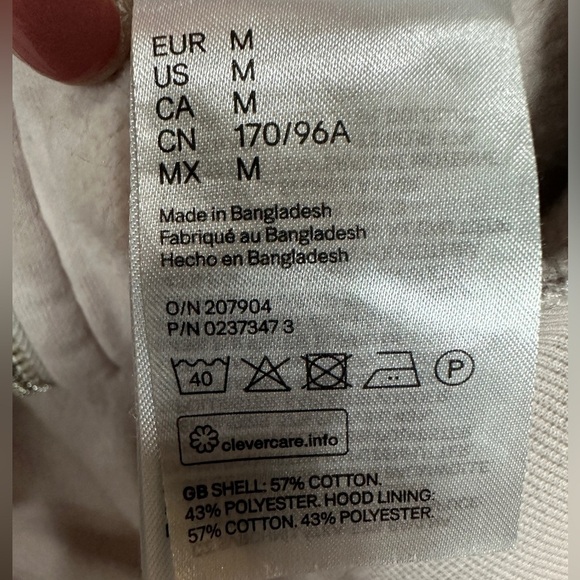 EUR M
US M
CA M
CN 170/96A
MX M
Made in Bangladesh
Fabriqué au Bangladesh
Hecho en Bangladesh
O/N 207904
P/N 0237347 3
40 P
clevercare.info
GB SHELL: 57% COTTON,
43% POLYESTER. HOOD LINING:
57% COTTON. 43% POLYESTER.